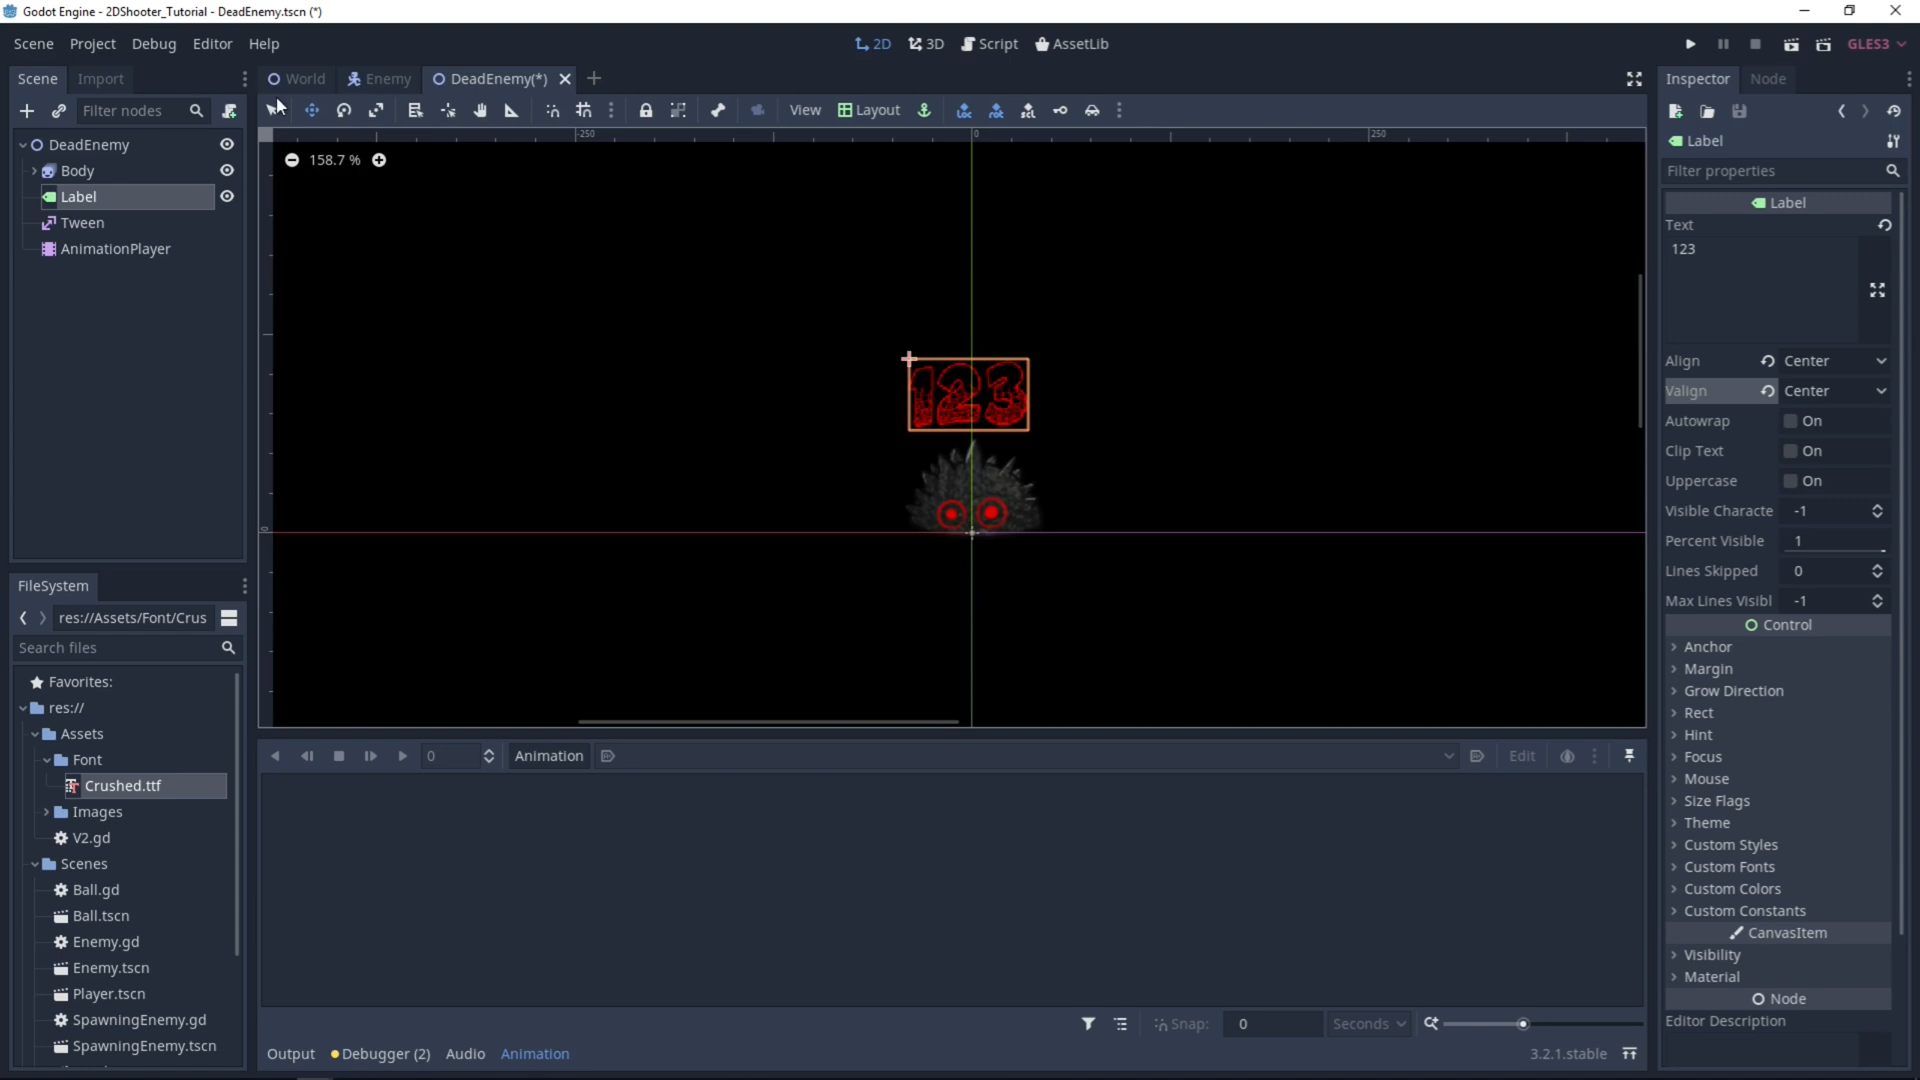 Godot Engine - 2DShooter_Tutorial - DeadEnemy.tscn (*)
Scene Project Debug Editor Help
2D 3D Script AssetLib
GLES3
Scene Import
World Enemy DeadEnemy(*)
Inspector Node
Filter nodes
View Layout
DeadEnemy
Body
Label
Tween
AnimationPlayer
-250 0 250
158.7 %
0
123
Label
Filter properties
Label
Text
123
Align Center
Valign Center
Autowrap On
Clip Text On
Uppercase On
Visible Characte -1
Percent Visible 1
Lines Skipped 0
Max Lines Visibl -1
Control
Anchor
Margin
Grow Direction
Rect
Hint
Focus
Mouse
Size Flags
Theme
Custom Styles
Custom Fonts
Custom Colors
Custom Constants
CanvasItem
Visibility
Material
Node
Editor Description
FileSystem
res://Assets/Font/Crus
Search files
Favorites:
res://
Assets
Font
Crushed.ttf
Images
V2.gd
Scenes
Ball.gd
Ball.tscn
Enemy.gd
Enemy.tscn
Player.tscn
SpawningEnemy.gd
SpawningEnemy.tscn
0 Animation Edit
Snap: 0 Seconds
Output Debugger (2) Audio Animation
3.2.1.stable